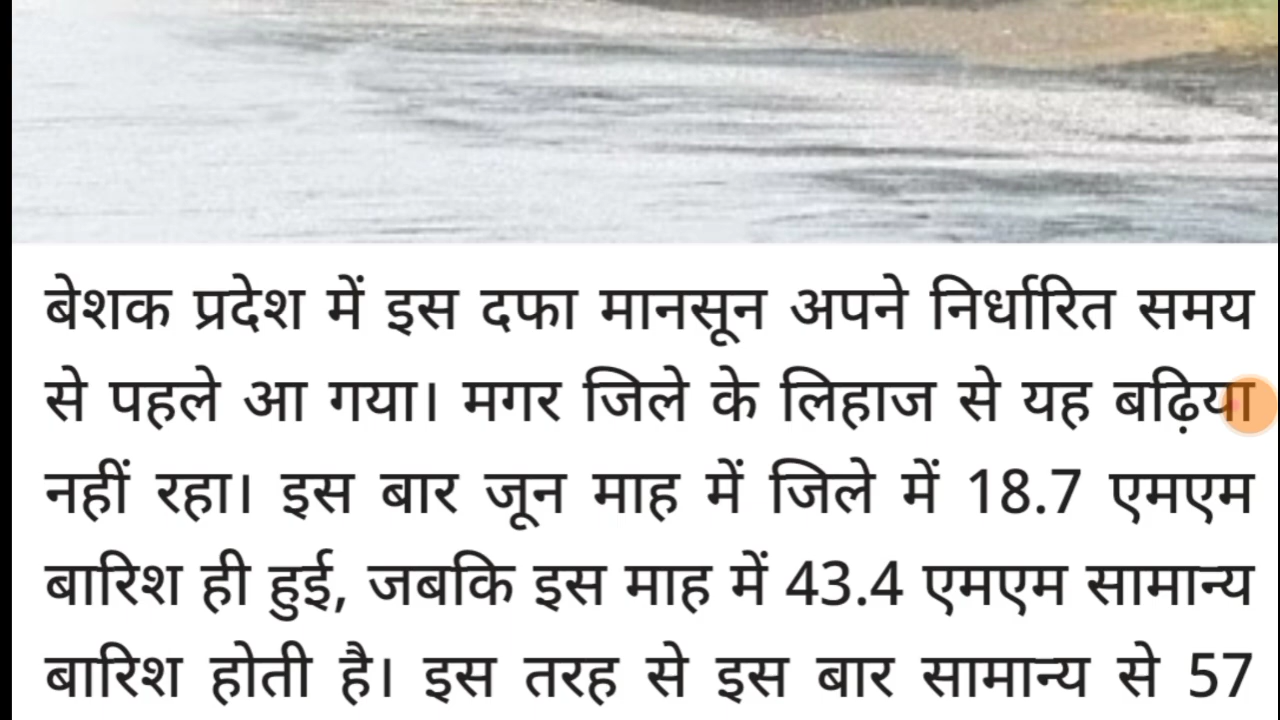 बेशक प्रदेश में इस दफा मानसून अपने निर्धारित समय
से पहले आ गया। मगर जिले के लिहाज से यह बढ़िया
नहीं रहा। इस बार जून माह में जिले में 18.7 एमएम
बारिश ही हुई, जबकि इस माह में 43.4 एमएम सामान्य
बारिश होती है। इस तरह से इस बार सामान्य से 57